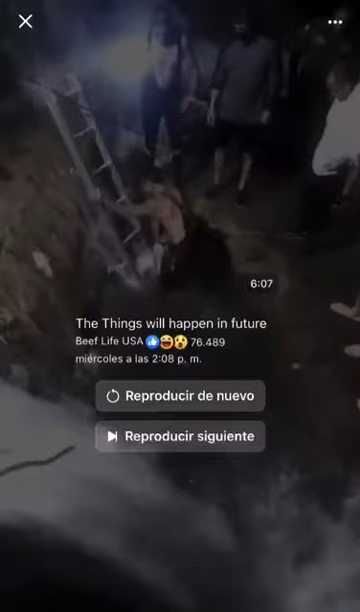 6:07
The Things will happen in future
Beef Life USA 76.489
miércoles a las 2:08 p. m.
Reproducir de nuevo
Reproducir siguiente